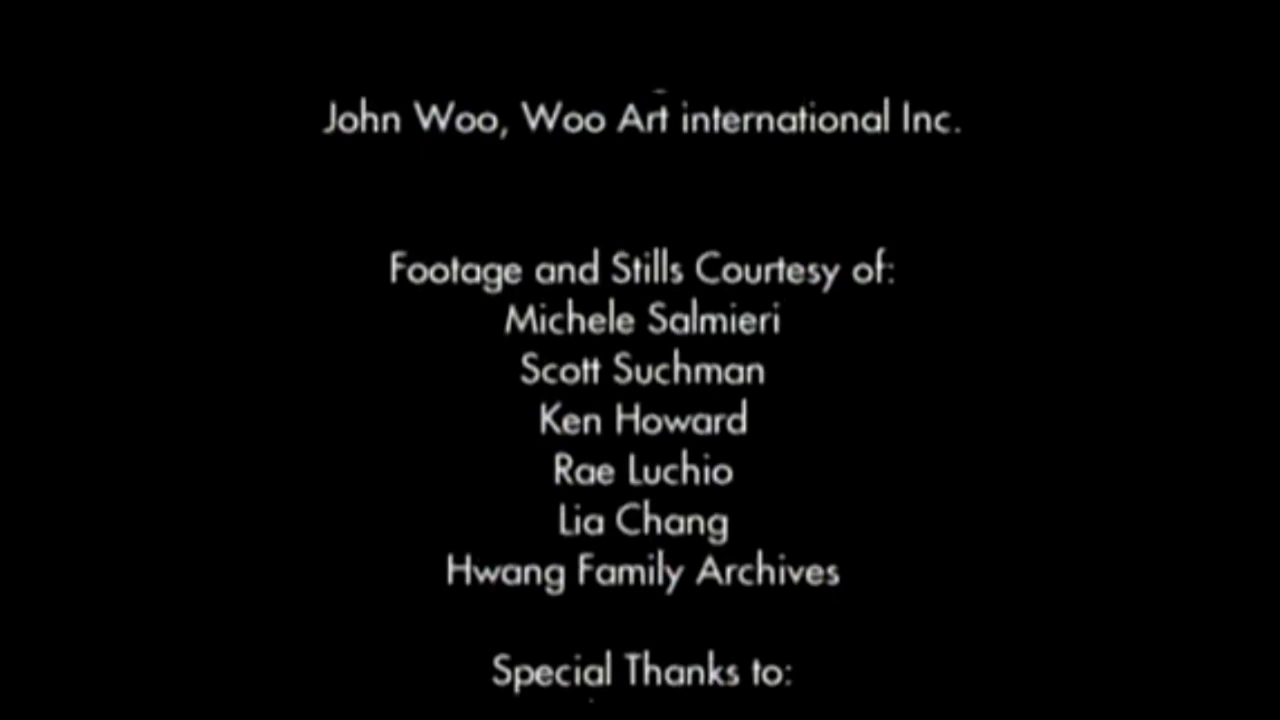 John Woo, Woo Art international Inc.
Footage and Stills Courtesy of:
Michele Salmieri
Scott Suchman
Ken Howard
Rae Luchio
Lia Chang
Hwang Family Archives
Special Thanks to: